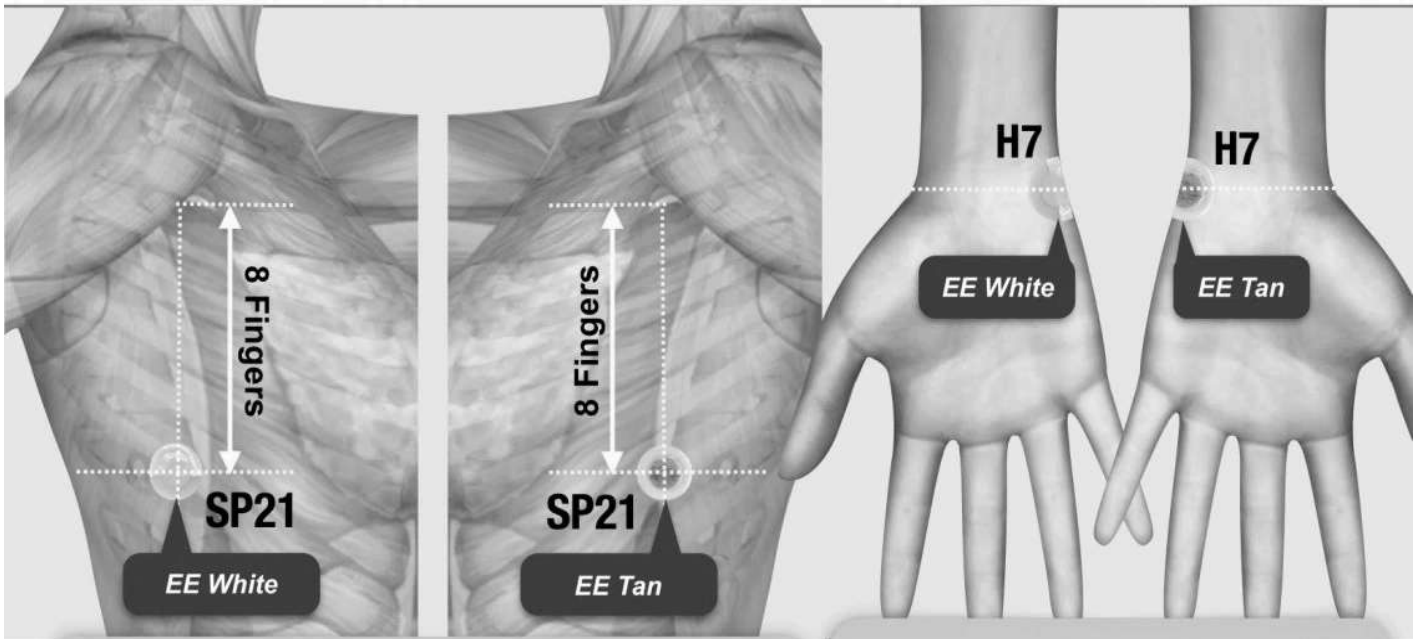 8 Fingers
SP21
EE White
8 Fingers
SP21
EE Tan
H7
EE White
H7
EE Tan